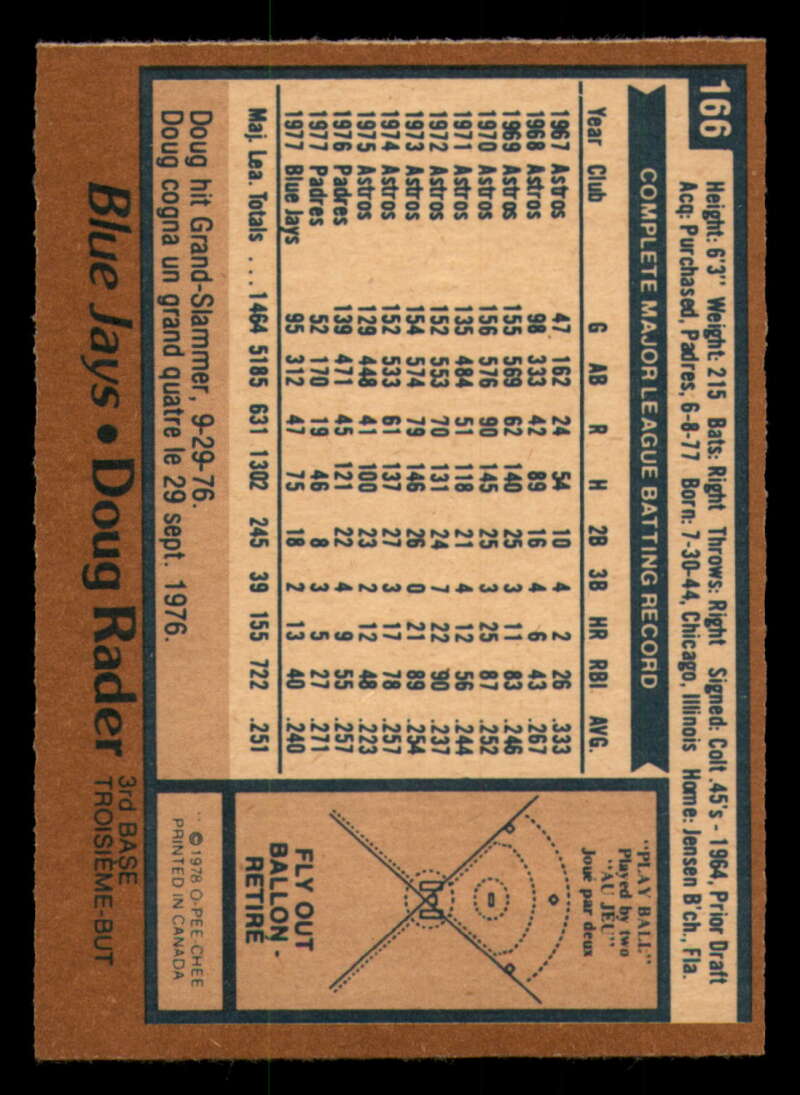 166
Height: 6'3" Weight: 215 Bats: Right Throws: Right Signed: Colt .45's - 1964, Prior Draft
Acq: Purchased, Padres, 6-8-77 Born: 7-30-44, Chicago, Illinois Home: Jensen B'ch., Fla.
COMPLETE MAJOR LEAGUE BATTING RECORD
Year Club G AB R H 2B 3B HR RBI. AVG.
1967 Astros 47 162 24 54 10 4 2 26 .333
1968 Astros 98 333 42 89 16 4 6 43 .267
1969 Astros 155 569 62 140 25 3 11 83 .246
1970 Astros 156 576 90 145 25 3 25 87 .252
1971 Astros 135 484 51 118 21 4 12 56 .244
1972 Astros 152 553 70 131 24 7 22 90 .237
1973 Astros 154 574 79 146 26 0 21 89 .254
1974 Astros 152 533 61 137 27 3 17 78 .257
1975 Astros 129 448 41 100 23 2 12 48 .223
1976 Padres 139 471 45 121 22 4 9 55 .257
1977 Padres 52 170 19 46 8 3 5 27 .271
1977 Blue Jays 95 312 47 75 18 2 13 40 .240
Maj. Lea. Totals . . . 1464 5185 631 1302 245 39 155 722 .251
Doug hit Grand-Slammer, 9-29-76.
Doug cogna un grand quatre le 29 sept. 1976.
"PLAY BALL"
Played by two
"AU JEU"
Joué par deux
FLY OUT
BALLON -
RETIRÉ
** © 1978 O-PEE-CHEE
PRINTED IN CANADA
Blue Jays • Doug Rader
3rd BASE
TROISIÈME-BUT